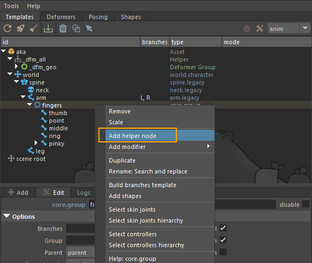 Tools Help
Templates Deformers Posing Shapes
anim
id branches type mode
aka Asset
_dfm_all Helper
_dfm_geo Deformer Group
world world.character
spine spine.legacy
neck neck.legacy
arm L, R arm.legacy
fingers
thumb
point
middle
ring
pinky
leg
scene root
Remove
Scale
Add helper node
Add modifier
Duplicate
Rename: Search and replace
Build branches template
Add shapes
Select skin joints
Select skin joints hierarchy
Select controllers
Select controllers hierarchy
Help: core.group
Add Edit Logs
core.group disable
Options
Branches
Group
Parent parent